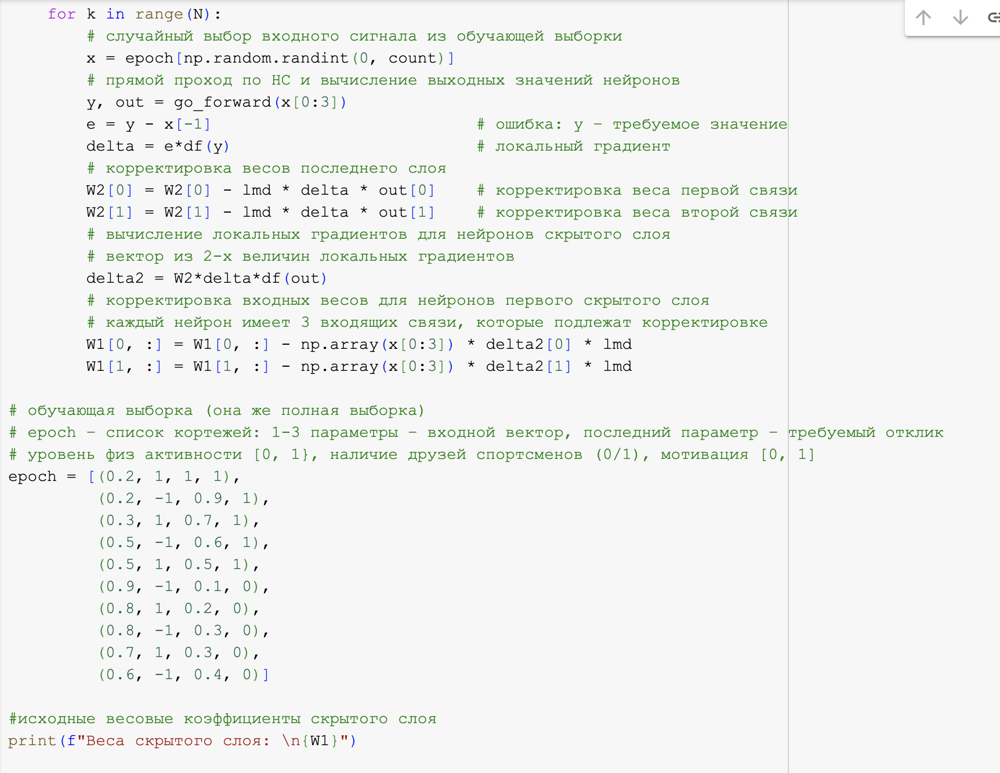 for k in range(N):
        # случайный выбор входного сигнала из обучающей выборки
        x = epoch[np.random.randint(0, count)]
        # прямой проход по НС и вычисление выходных значений нейронов
        y, out = go_forward(x[0:3])
        e = y - x[-1]                           # ошибка: y – требуемое значение
        delta = e*df(y)                         # локальный градиент
        # корректировка весов последнего слоя
        W2[0] = W2[0] - lmd * delta * out[0]    # корректировка веса первой связи
        W2[1] = W2[1] - lmd * delta * out[1]    # корректировка веса второй связи
        # вычисление локальных градиентов для нейронов скрытого слоя
        # вектор из 2-х величин локальных градиентов
        delta2 = W2*delta*df(out)
        # корректировка входных весов для нейронов первого скрытого слоя
        # каждый нейрон имеет 3 входящих связи, которые подлежат корректировке
        W1[0, :] = W1[0, :] - np.array(x[0:3]) * delta2[0] * lmd
        W1[1, :] = W1[1, :] - np.array(x[0:3]) * delta2[1] * lmd

# обучающая выборка (она же полная выборка)
# epoch – список кортежей: 1-3 параметры – входной вектор, последний параметр – требуемый отклик
# уровень физ активности [0, 1}, наличие друзей спортсменов (0/1), мотивация [0, 1]
epoch = [(0.2, 1, 1, 1),
         (0.2, -1, 0.9, 1),
         (0.3, 1, 0.7, 1),
         (0.5, -1, 0.6, 1),
         (0.5, 1, 0.5, 1),
         (0.9, -1, 0.1, 0),
         (0.8, 1, 0.2, 0),
         (0.8, -1, 0.3, 0),
         (0.7, 1, 0.3, 0),
         (0.6, -1, 0.4, 0)]

#исходные весовые коэффициенты скрытого слоя
print(f"Веса скрытого слоя: \n{W1}")